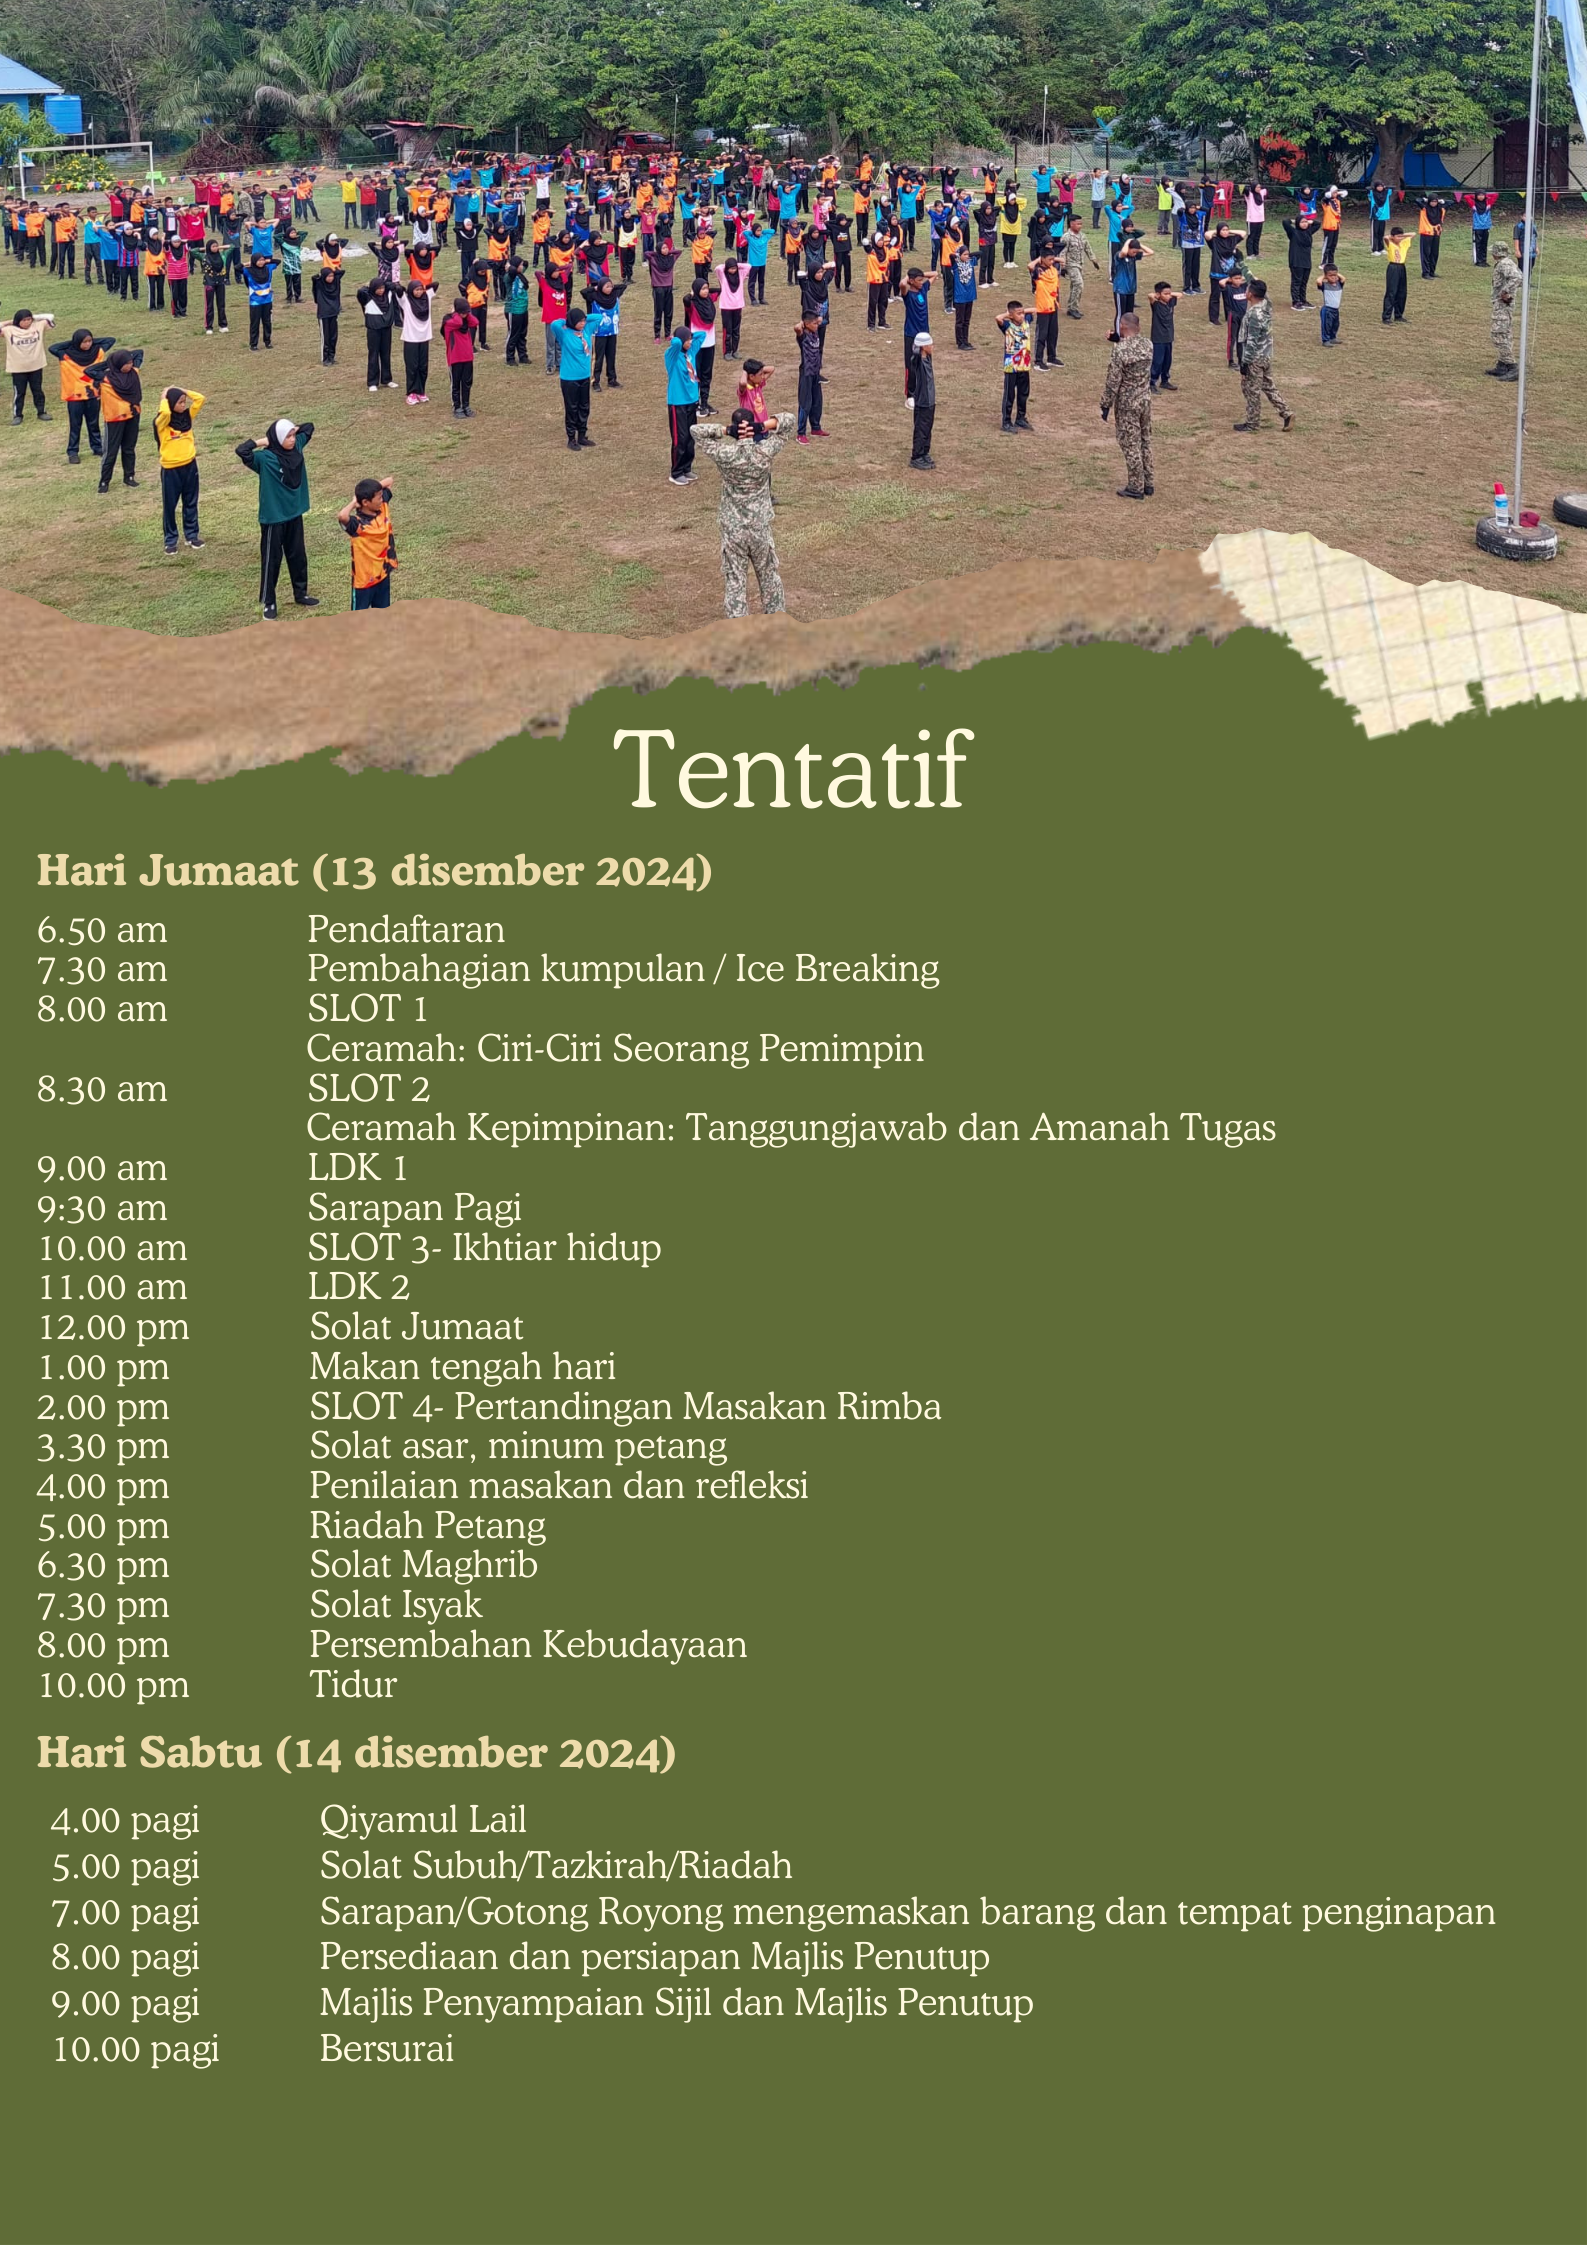 Tentatif
Hari Jumaat (13 disember 2024)
6.50 am Pendaftaran
7.30 am Pembahagian kumpulan / Ice Breaking
8.00 am SLOT 1
Ceramah: Ciri-Ciri Seorang Pemimpin
8.30 am SLOT 2
Ceramah Kepimpinan: Tanggungjawab dan Amanah Tugas
9.00 am LDK 1
9:30 am Sarapan Pagi
10.00 am SLOT 3- Ikhtiar hidup
11.00 am LDK 2
12.00 pm Solat Jumaat
1.00 pm Makan tengah hari
2.00 pm SLOT 4- Pertandingan Masakan Rimba
3.30 pm Solat asar, minum petang
4.00 pm Penilaian masakan dan refleksi
5.00 pm Riadah Petang
6.30 pm Solat Maghrib
7.30 pm Solat Isyak
8.00 pm Persembahan Kebudayaan
10.00 pm Tidur
Hari Sabtu (14 disember 2024)
4.00 pagi Qiyamul Lail
5.00 pagi Solat Subuh/Tazkirah/Riadah
7.00 pagi Sarapan/Gotong Royong mengemaskan barang dan tempat penginapan
8.00 pagi Persediaan dan persiapan Majlis Penutup
9.00 pagi Majlis Penyampaian Sijil dan Majlis Penutup
10.00 pagi Bersurai